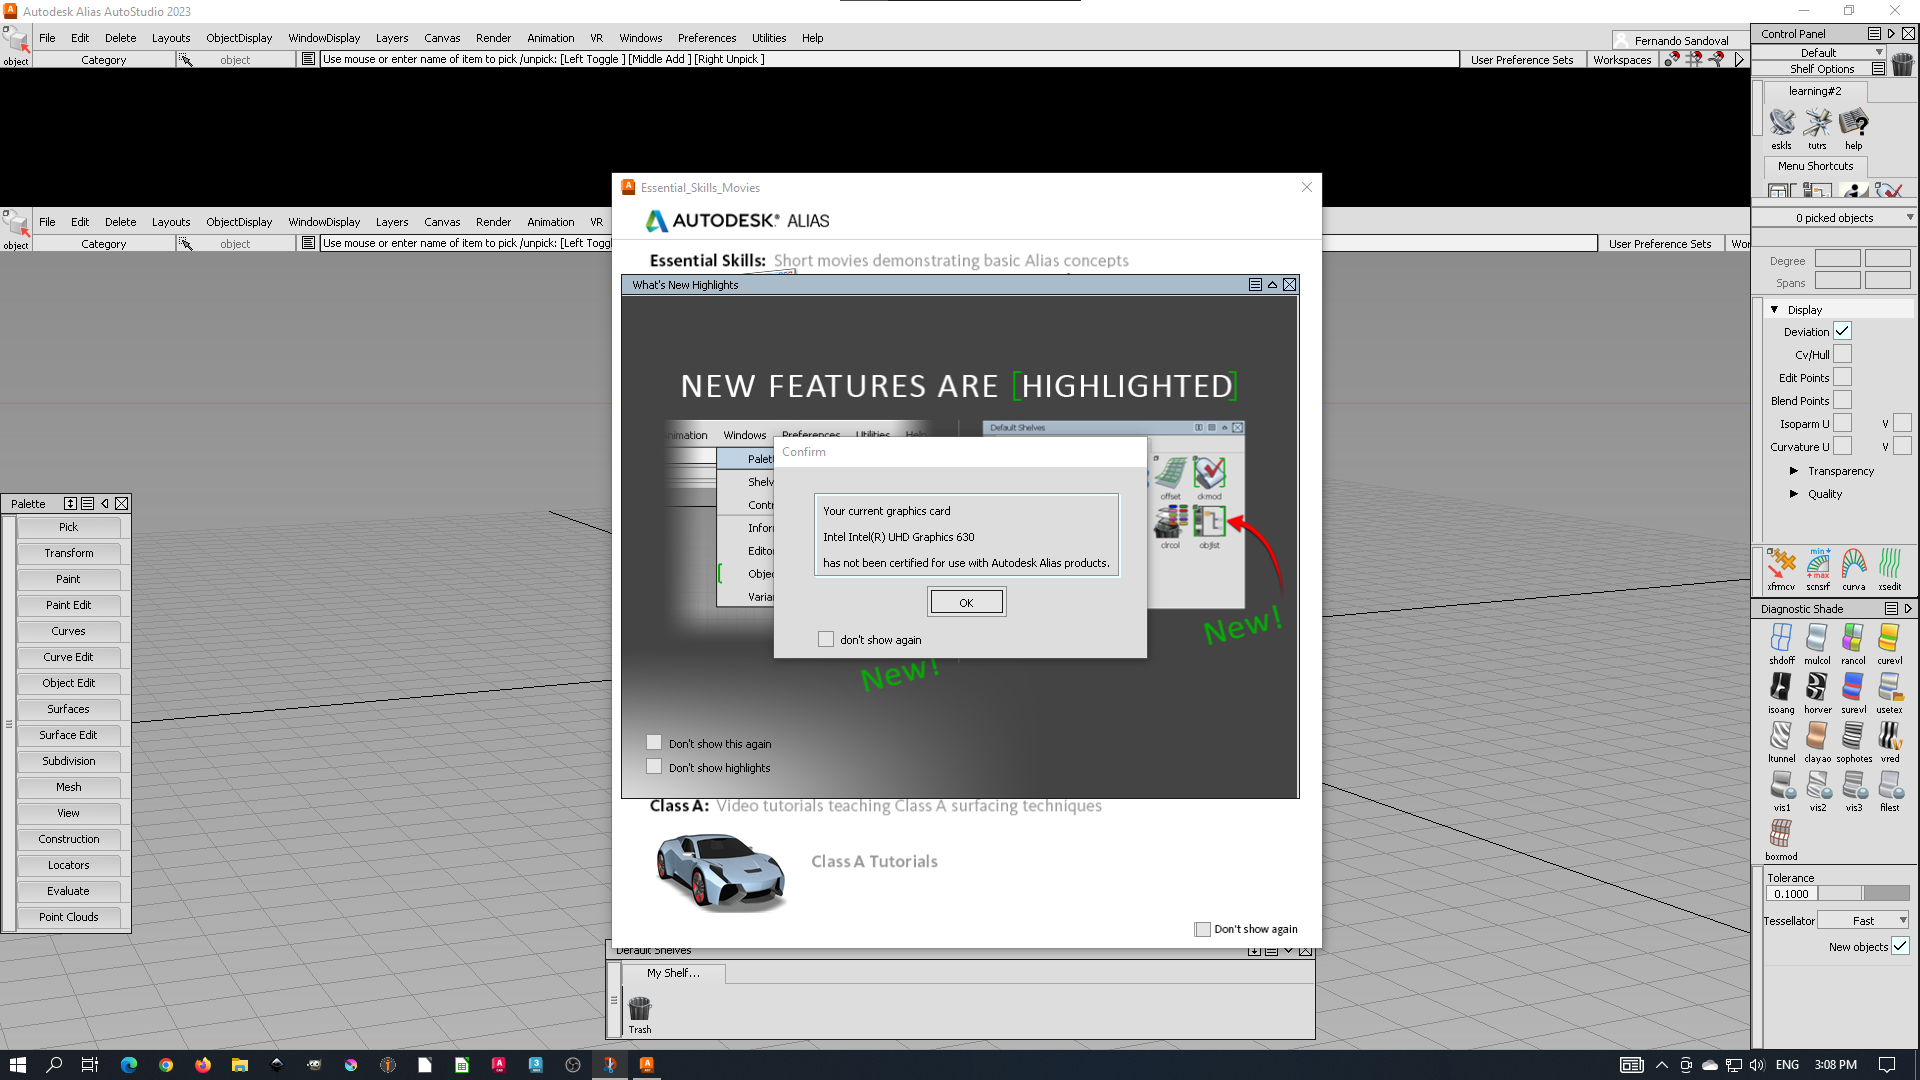 Autodesk Alias AutoStudio 2023
File Edit Delete Layouts ObjectDisplay WindowDisplay Layers Canvas Render Animation VR Windows Preferences Utilities Help
Fernando Sandoval
object Category object Use mouse or enter name of item to pick /unpick: [Left Toggle ] [Middle Add ] [Right Unpick ] User Preference Sets Workspaces
File Edit Delete Layouts ObjectDisplay WindowDisplay Layers Canvas Render Animation VR
object Category object Use mouse or enter name of item to pick /unpick: [Left Togg User Preference Sets Wor
Essential_Skills_Movies
AUTODESK® ALIAS
Essential Skills: Short movies demonstrating basic Alias concepts
What's New Highlights
NEW FEATURES ARE [HIGHLIGHTED]
nimation Windows Preferences Utilities Help
Palett
Shelv
Contr
Infor
Editor
Objec
Varia
Default Shelves
offset ckmod
clrcol objlist
New!
New!
Confirm
Your current graphics card
Intel Intel(R) UHD Graphics 630
has not been certified for use with Autodesk Alias products.
OK
don't show again
Don't show this again
Don't show highlights
Class A: Video tutorials teaching Class A surfacing techniques
Class A Tutorials
Don't show again
Default Shelves
My Shelf...
Trash
Palette
Pick
Transform
Paint
Paint Edit
Curves
Curve Edit
Object Edit
Surfaces
Surface Edit
Subdivision
Mesh
View
Construction
Locators
Evaluate
Point Clouds
Control Panel
Default
Shelf Options
learning#2
eskls tutrs help
Menu Shortcuts
0 picked objects
Degree
Spans
Display
Deviation
Cv/Hull
Edit Points
Blend Points
Isoparm U V
Curvature U V
Transparency
Quality
min
max
xfrmcv scnsrf curva xsedit
Diagnostic Shade
shdoff mulcol rancol curevl
isoang horver surevl usetex
ltunnel clayao sophotes vred
vis1 vis2 vis3 filest
boxmod
Tolerance
0.1000
Tessellator Fast
New objects
ENG 3:08 PM